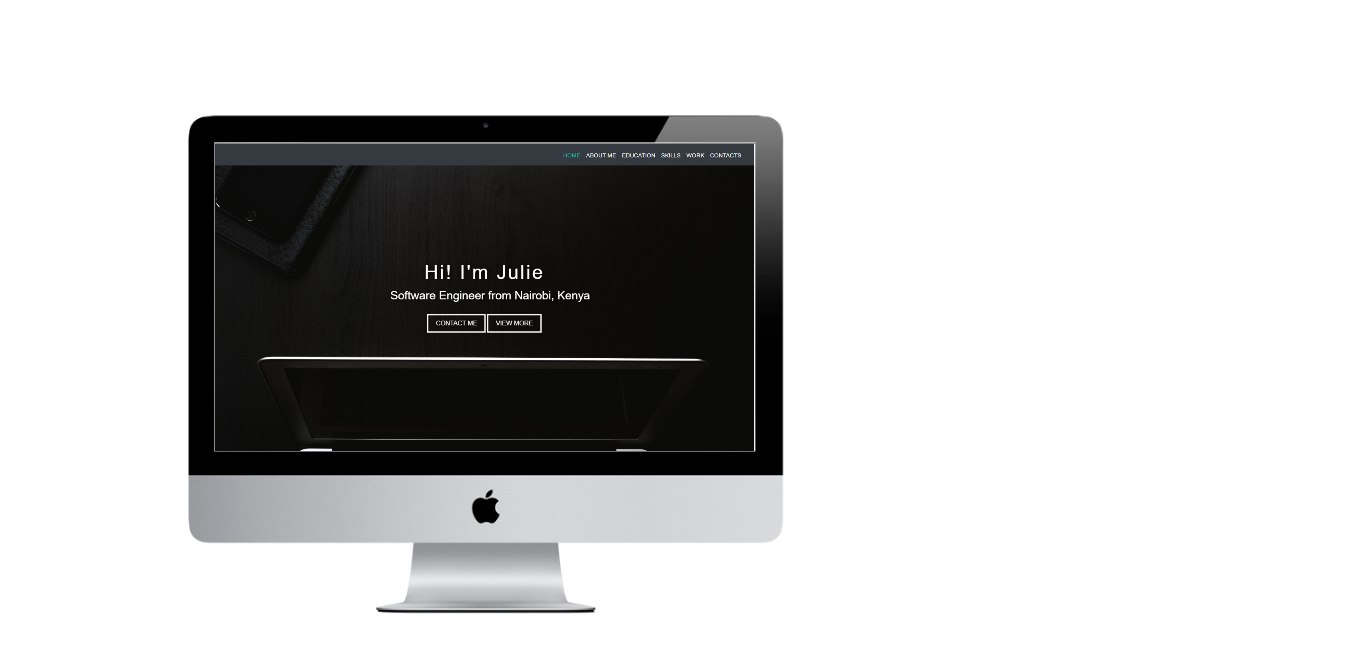 HOME ABOUT ME EDUCATION SKILLS WORK CONTACTS
Hi! I'm Julie
Software Engineer from Nairobi, Kenya
CONTACT ME VIEW MORE